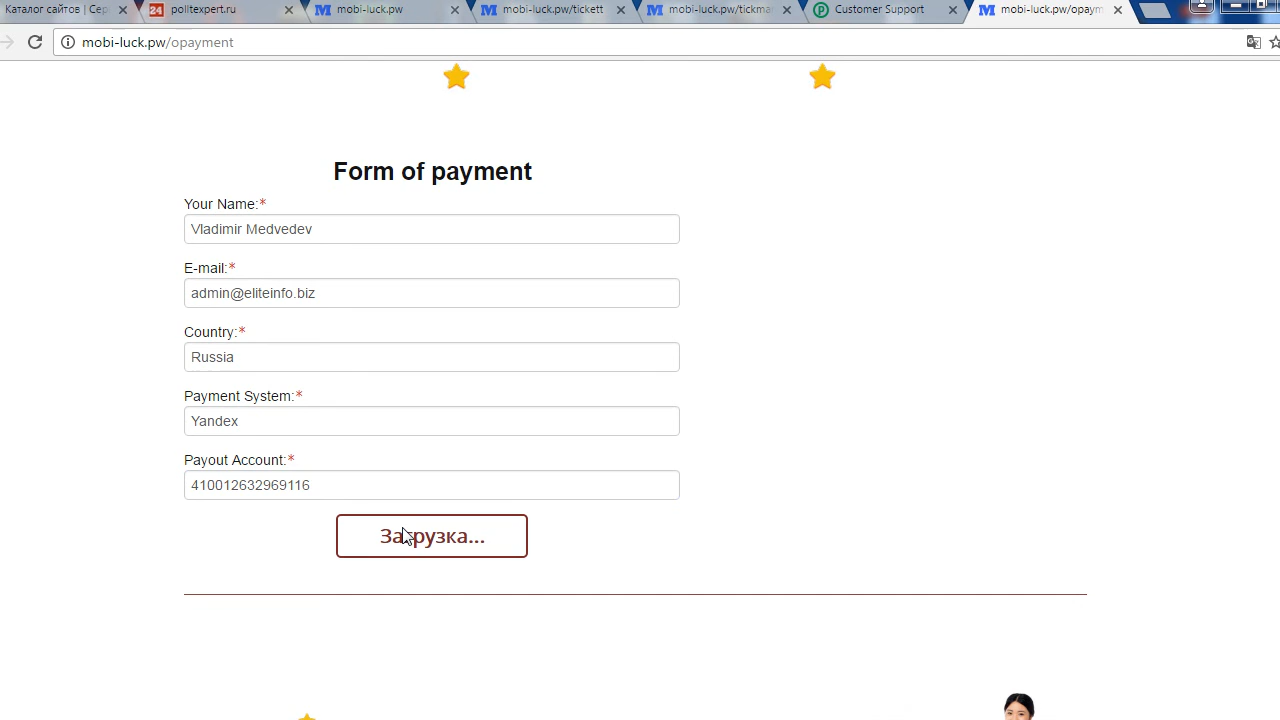 Каталог сайтов | Сер
24 politexpert.ru
M mobi-luck.pw
M mobi-luck.pw/tickett
M mobi-luck.pw/tickma
Customer Support
M mobi-luck.pw/opaym
mobi-luck.pw/opayment
Form of payment
Your Name:*
Vladimir Medvedev
E-mail:*
admin@eliteinfo.biz
Country:*
Russia
Payment System:*
Yandex
Payout Account:*
410012632969116
Загрузка...